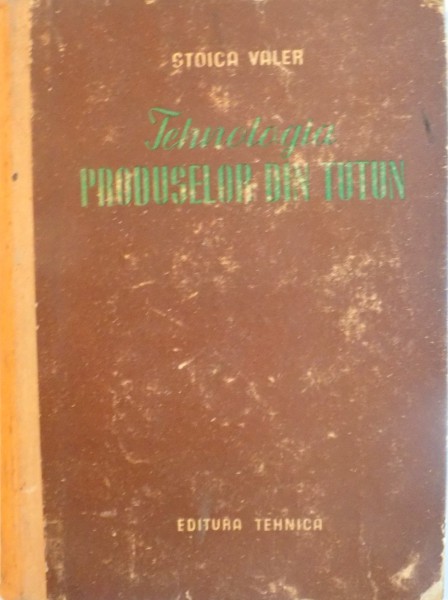 STOICA VALER
Tehnologia
PRODUSELOR DIN TUTUN
EDITURA TEHNICA